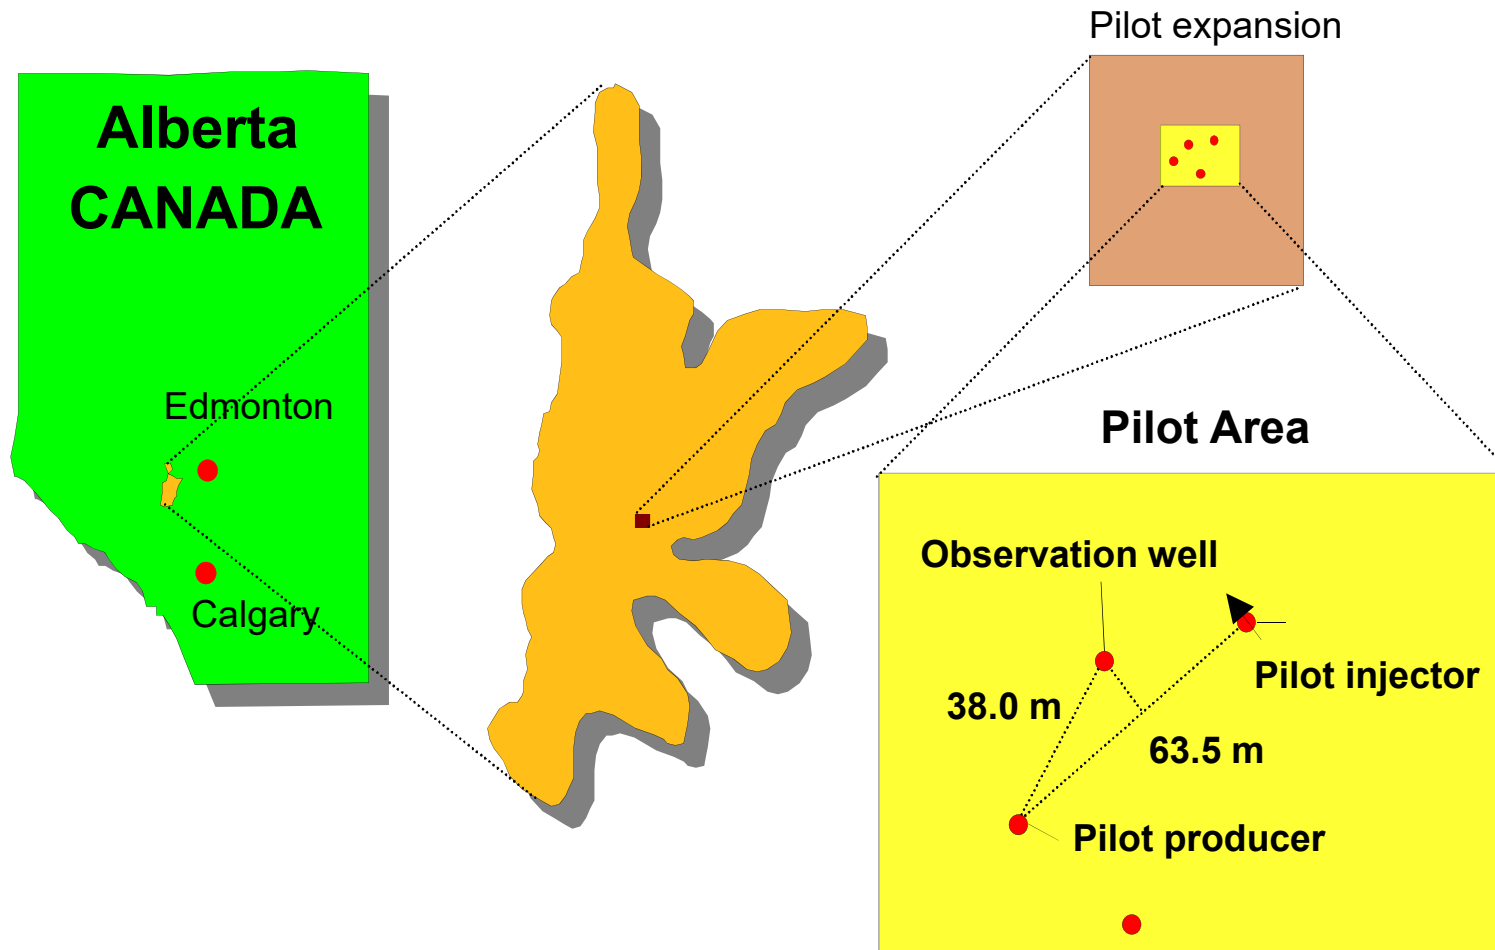 Pilot expansion
Alberta
CANADA
Edmonton
Calgary
Pilot Area
Observation well
Pilot injector
38.0 m
63.5 m
Pilot producer